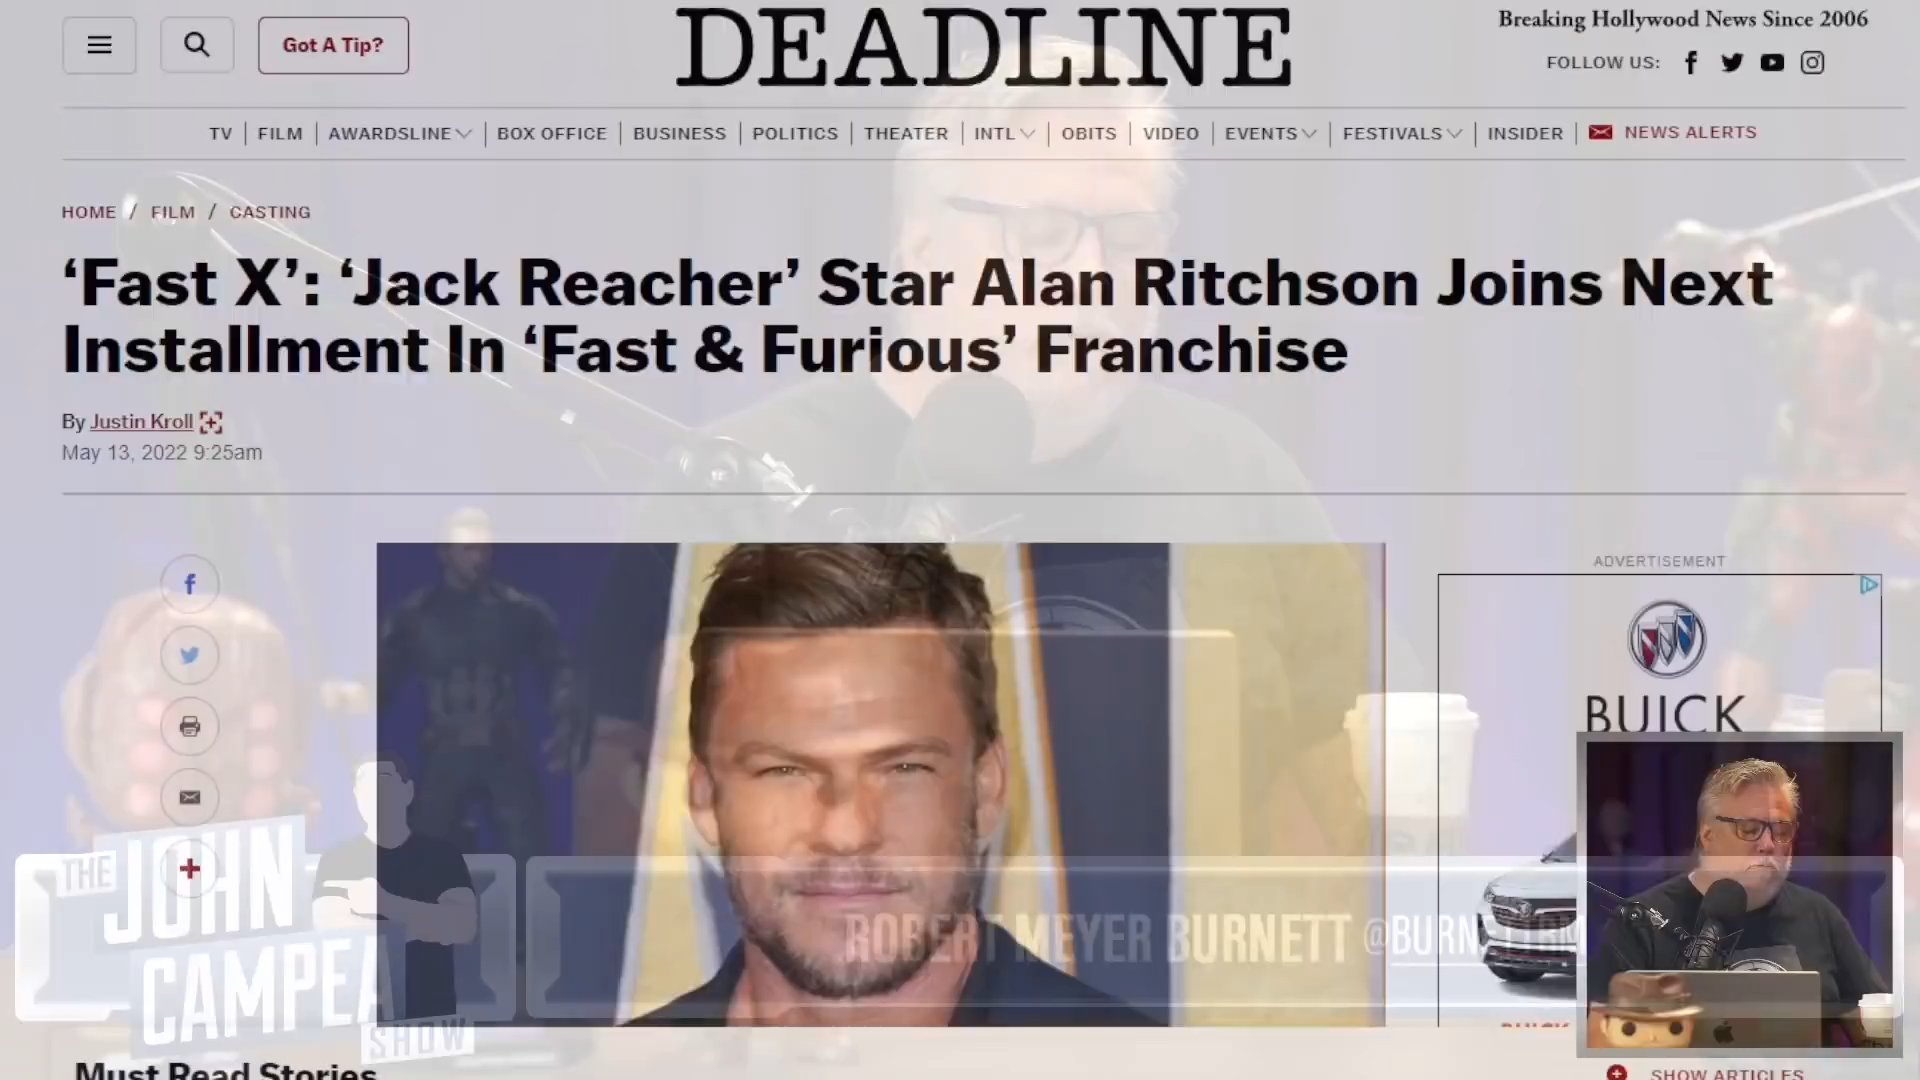 DEADLINE
Breaking Hollywood News Since 2006
Got A Tip?
FOLLOW US:
TV FILM AWARDSLINE BOX OFFICE BUSINESS POLITICS THEATER INTL OBITS VIDEO EVENTS FESTIVALS INSIDER NEWS ALERTS
HOME / FILM / CASTING
‘Fast X’: ‘Jack Reacher’ Star Alan Ritchson Joins Next
Installment In ‘Fast & Furious’ Franchise
By Justin Kroll
May 13, 2022 9:25am
ADVERTISEMENT
BUICK
THE
JOHN
CAMPEA
SHOW
ROBERT MEYER BURNETT
Must Read Stories
SHOW ARTICLES